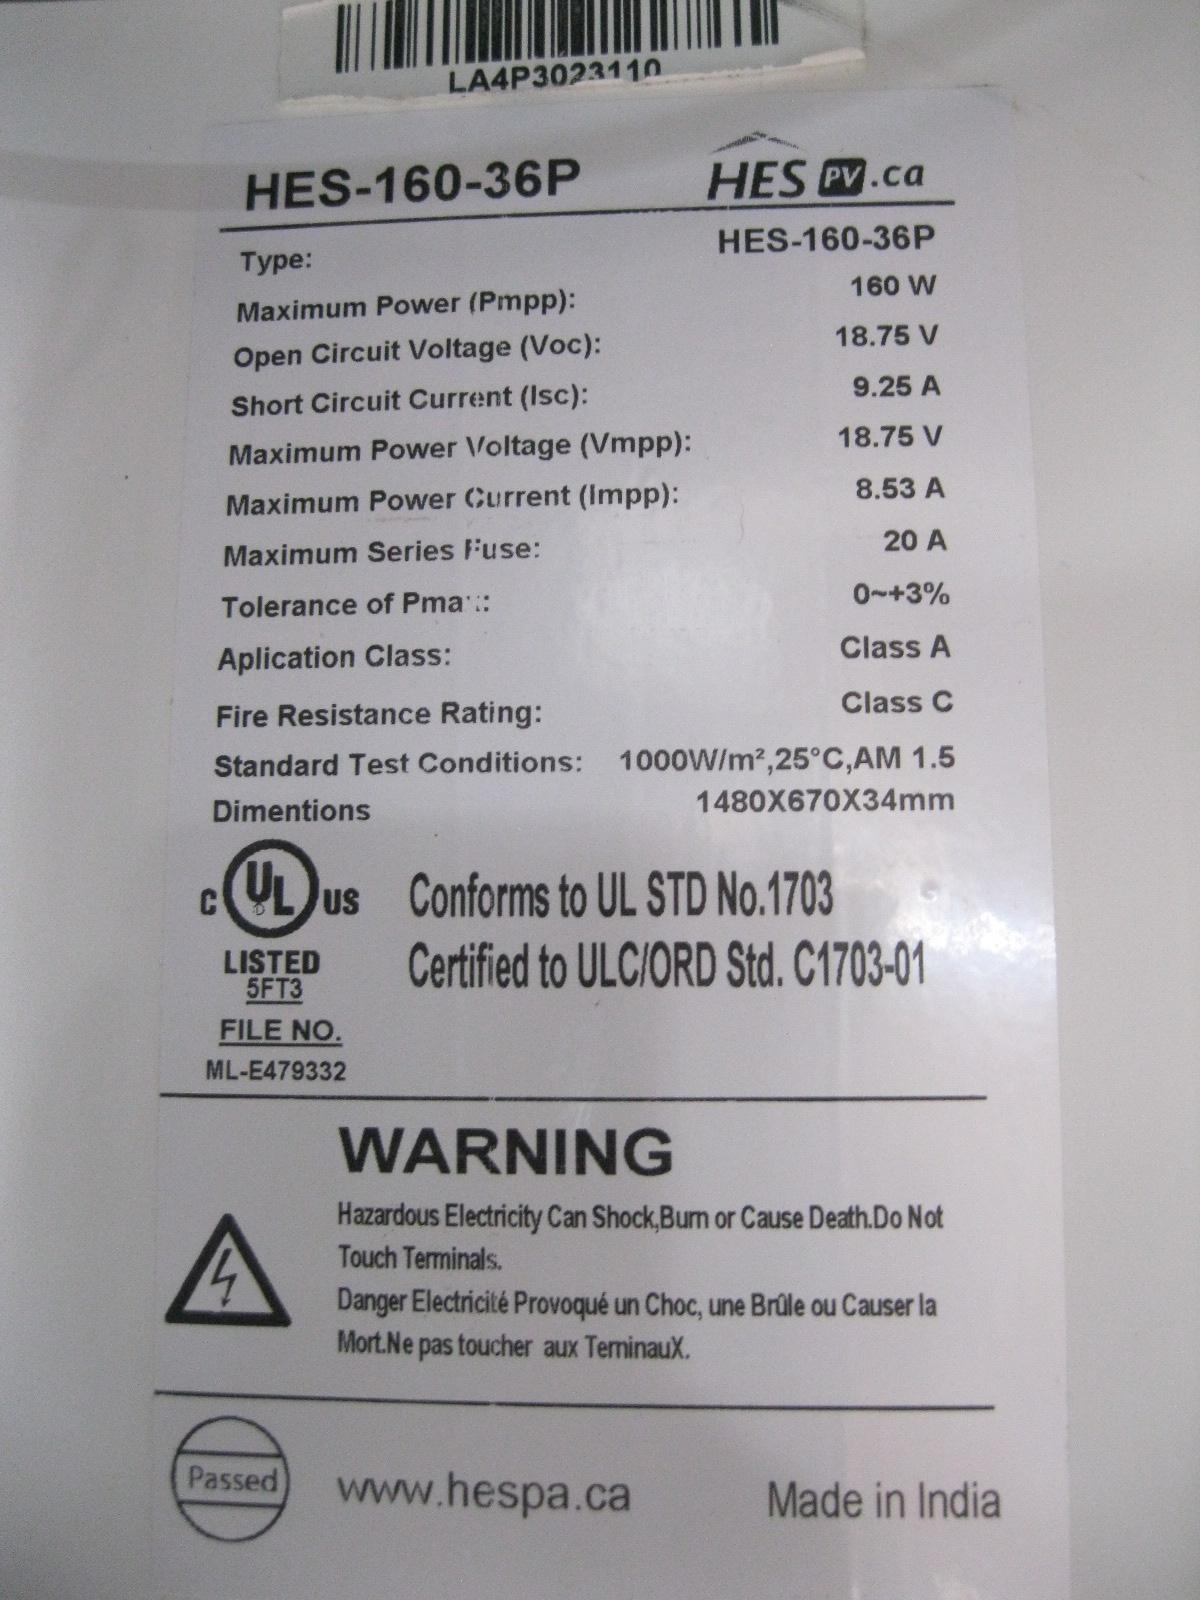 LA4P3023110
HES-160-36P HES PV.ca
Type: HES-160-36P
Maximum Power (Pmpp): 160 W
Open Circuit Voltage (Voc): 18.75 V
Short Circuit Current (Isc): 9.25 A
Maximum Power Voltage (Vmpp): 18.75 V
Maximum Power Current (Impp): 8.53 A
Maximum Series Fuse: 20 A
Tolerance of Pmax: 0~+3%
Aplication Class: Class A
Fire Resistance Rating: Class C
Standard Test Conditions: 1000W/m²,25°C,AM 1.5
Dimentions 1480X670X34mm
C UL US Conforms to UL STD No.1703
LISTED Certified to ULC/ORD Std. C1703-01
5FT3
FILE NO.
ML-E479332
WARNING
Hazardous Electricity Can Shock,Burn or Cause Death.Do Not
Touch Terminals.
Danger Electricité Provoqué un Choc, une Brûle ou Causer la
Mort.Ne pas toucher aux TerninauX.
Passed www.hespa.ca Made in India